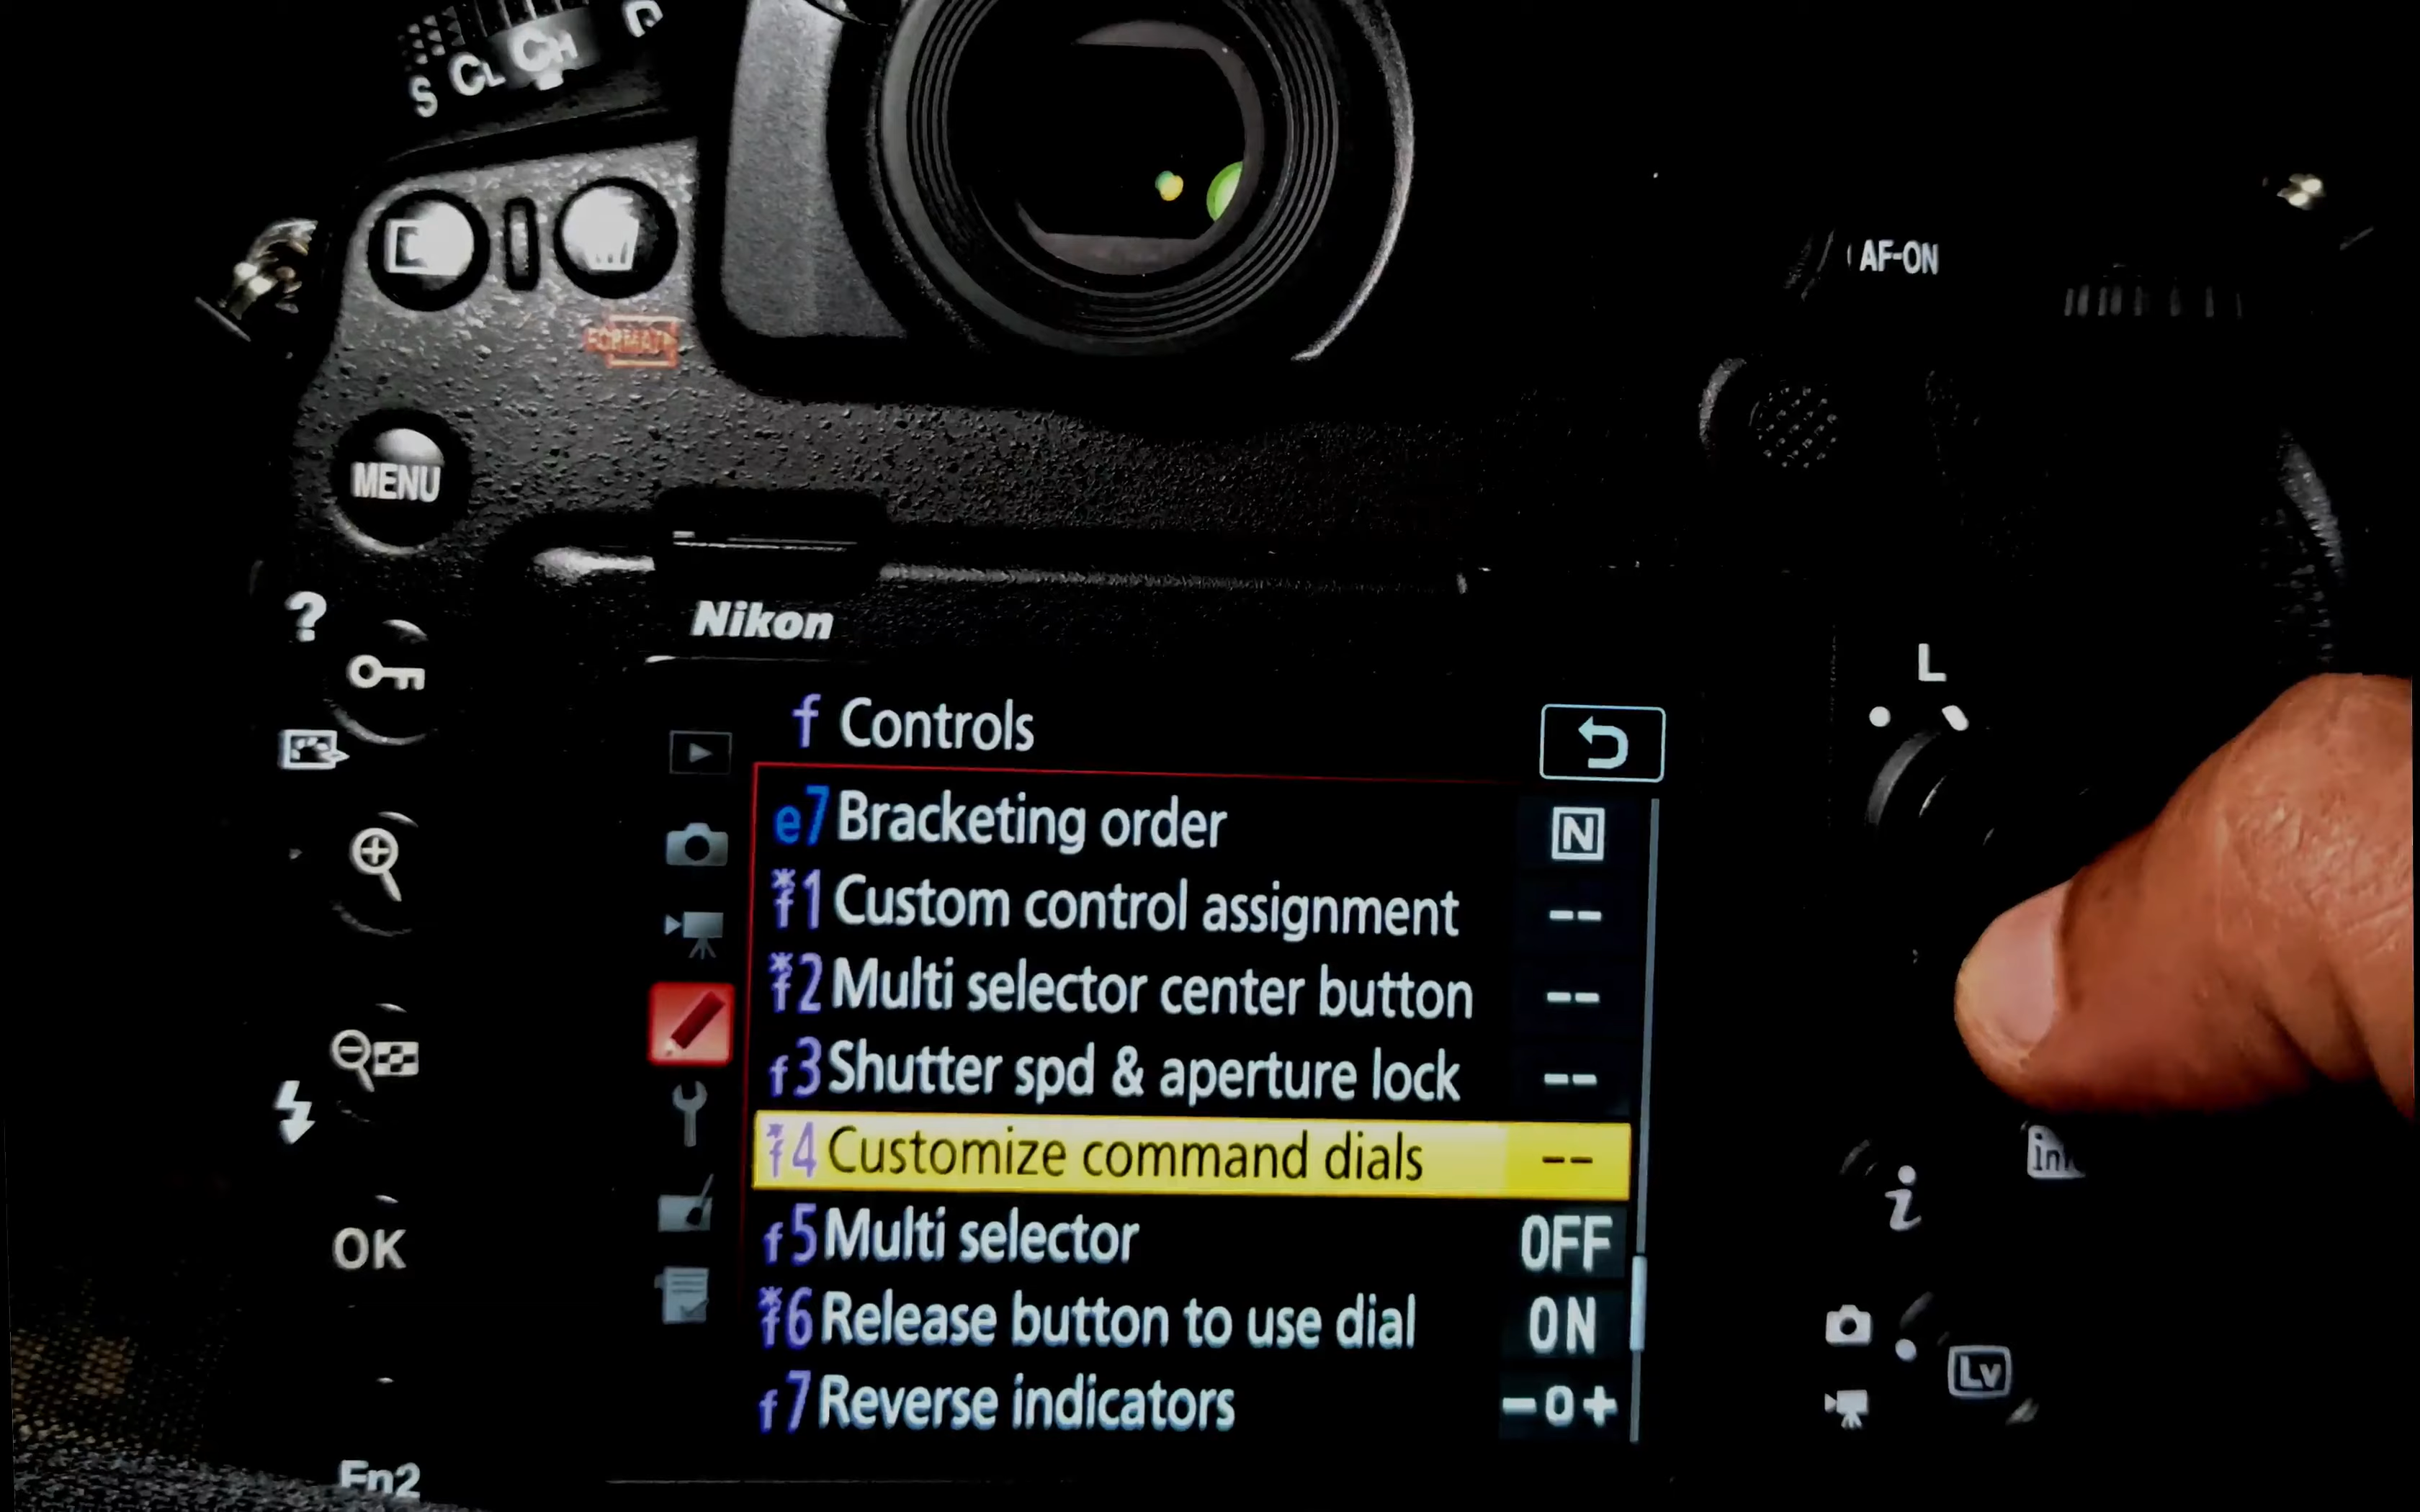 S CL CH
AF-ON
FORMAT
MENU
Nikon
?
L
f Controls
e7 Bracketing order N
f1 Custom control assignment --
f2 Multi selector center button --
f3 Shutter spd & aperture lock --
f4 Customize command dials --
f5 Multi selector OFF
f6 Release button to use dial ON
f7 Reverse indicators -0+
i
OK
Lv
Fn2